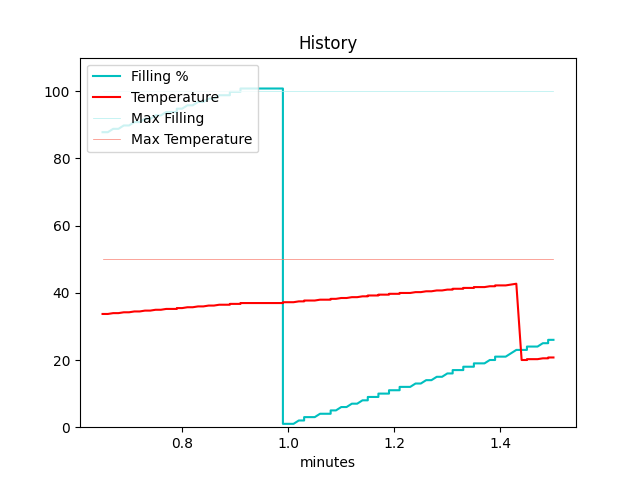 History
Filling %
Temperature
Max Filling
Max Temperature
100
80
60
40
20
0
0.8 1.0 1.2 1.4
minutes